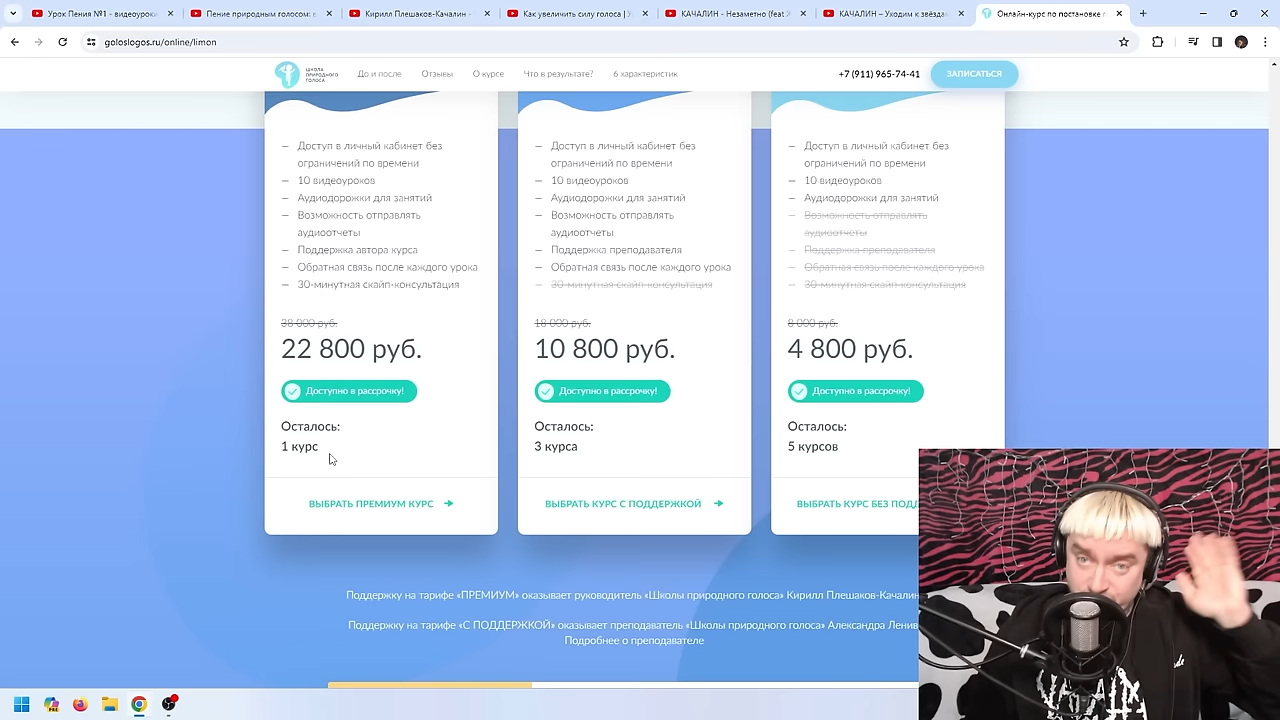 Урок Пения №1 - видеоурок
Пение природным голосом: в
Кирилл Плешаков-Качалин
Как увеличить силу голоса |
КАЧАЛИН - Незаметно (feat
КАЧАЛИН – Уходим к звёзда
Онлайн-курс по постановке
goloslogos.ru/online/limon
ШКОЛА
ПРИРОДНОГО
ГОЛОСА
До и после
Отзывы
О курсе
Что в результате?
6 характеристик
+7 (911) 965-74-41
ЗАПИСАТЬСЯ
— Доступ в личный кабинет без
ограничений по времени
— 10 видеоуроков
— Аудиодорожки для занятий
— Возможность отправлять
аудиоотчеты
— Поддержка автора курса
— Обратная связь после каждого урока
— 30-минутная скайп-консультация
38 000 руб.
22 800 руб.
Доступно в рассрочку!
Осталось:
1 курс
ВЫБРАТЬ ПРЕМИУМ КУРС
— Доступ в личный кабинет без
ограничений по времени
— 10 видеоуроков
— Аудиодорожки для занятий
— Возможность отправлять
аудиоотчеты
— Поддержка преподавателя
— Обратная связь после каждого урока
— 30-минутная скайп-консультация
18 000 руб.
10 800 руб.
Доступно в рассрочку!
Осталось:
3 курса
ВЫБРАТЬ КУРС С ПОДДЕРЖКОЙ
— Доступ в личный кабинет без
ограничений по времени
— 10 видеоуроков
— Аудиодорожки для занятий
— Возможность отправлять
аудиоотчеты
— Поддержка преподавателя
— Обратная связь после каждого урока
— 30-минутная скайп-консультация
8 000 руб.
4 800 руб.
Доступно в рассрочку!
Осталось:
5 курсов
ВЫБРАТЬ КУРС БЕЗ ПОДД
Поддержку на тарифе «ПРЕМИУМ» оказывает руководитель «Школы природного голоса» Кирилл Плешаков-Качалин
Поддержку на тарифе «С ПОДДЕРЖКОЙ» оказывает преподаватель «Школы природного голоса» Александра Ленив
Подробнее о преподавателе